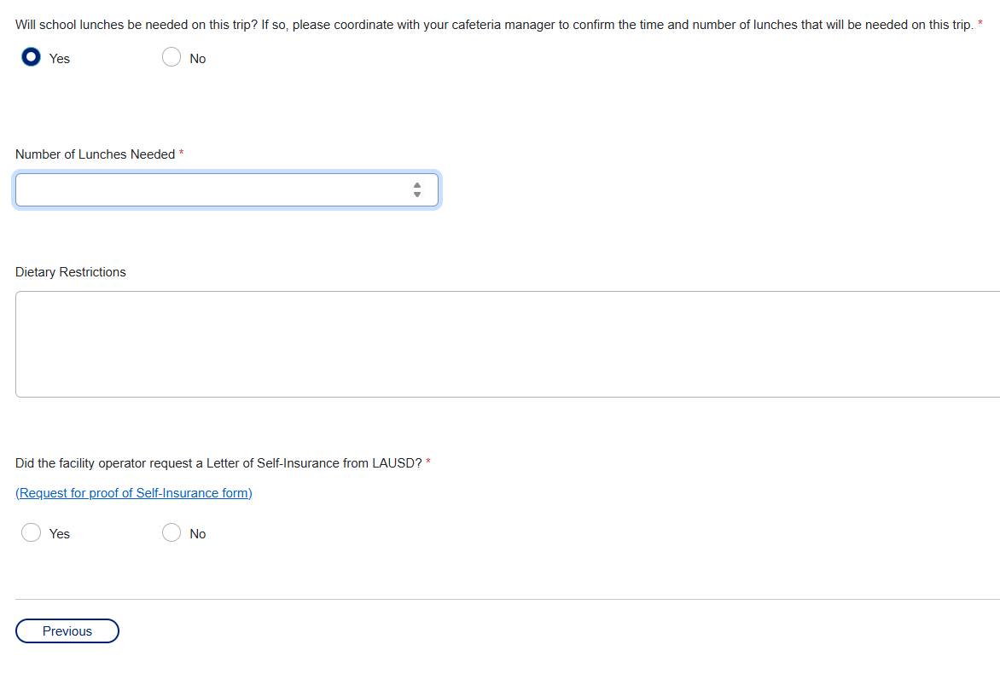 Will school lunches be needed on this trip? If so, please coordinate with your cafeteria manager to confirm the time and number of lunches that will be needed on this trip. *
Yes No
Number of Lunches Needed *
Dietary Restrictions
Did the facility operator request a Letter of Self-Insurance from LAUSD? *
(Request for proof of Self-Insurance form)
Yes No
Previous